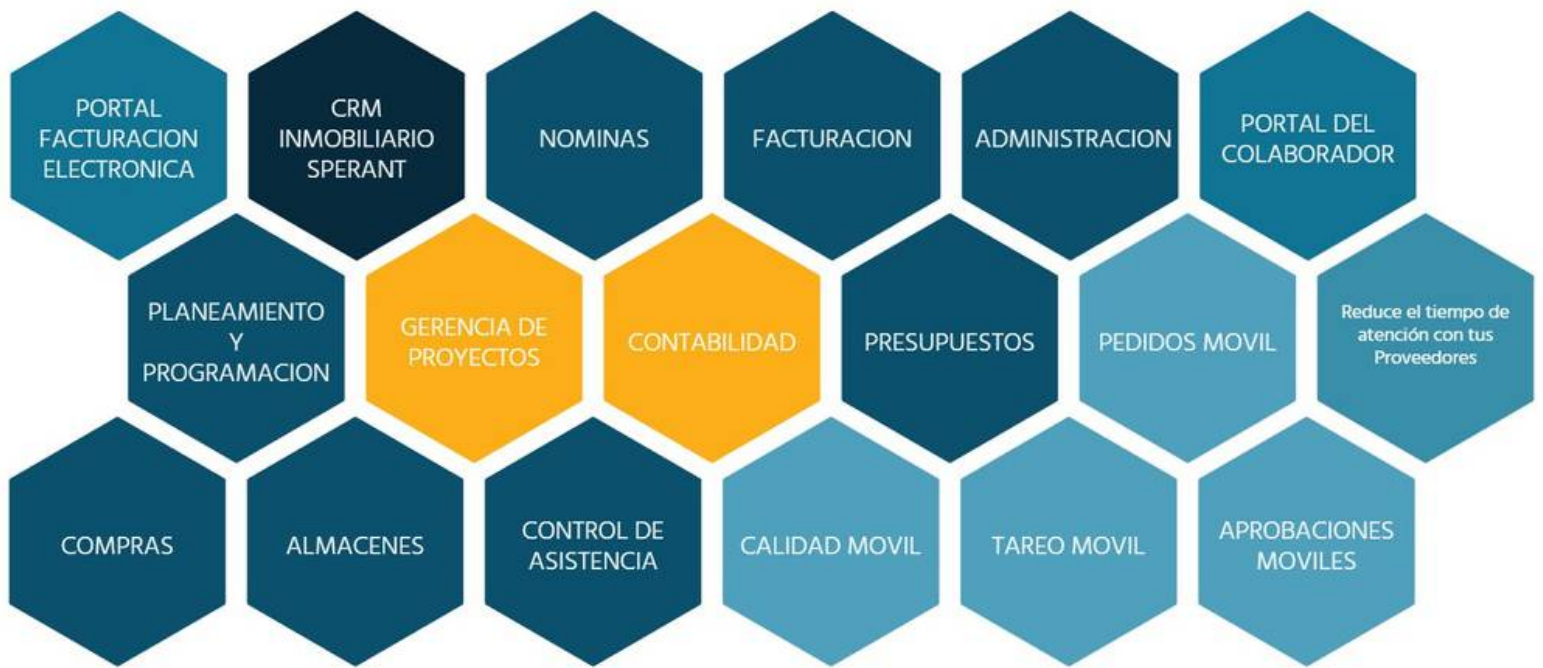 PORTAL
FACTURACION
ELECTRONICA
CRM
INMOBILIARIO
SPERANT
NOMINAS
FACTURACION
ADMINISTRACION
PORTAL DEL
COLABORADOR
PLANEAMIENTO
Y
PROGRAMACION
GERENCIA DE
PROYECTOS
CONTABILIDAD
PRESUPUESTOS
PEDIDOS MOVIL
Reduce el tiempo de
atención con tus
Proveedores
COMPRAS
ALMACENES
CONTROL DE
ASISTENCIA
CALIDAD MOVIL
TAREO MOVIL
APROBACIONES
MOVILES